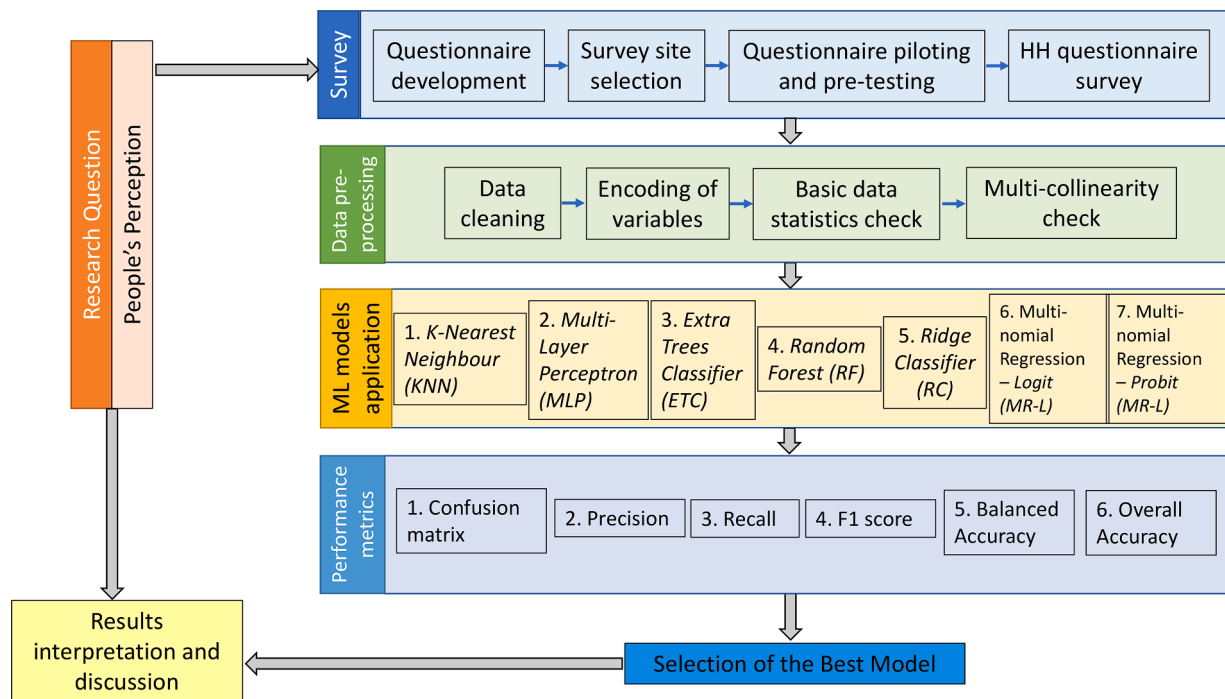 Research Question
People's Perception
Survey
Questionnaire
development
Survey site
selection
Questionnaire piloting
and pre-testing
HH questionnaire
survey
Data pre-
processing
Data
cleaning
Encoding of
variables
Basic data
statistics check
Multi-collinearity
check
ML models
application
1. K-Nearest
Neighbour
(KNN)
2. Multi-
Layer
Perceptron
(MLP)
3. Extra
Trees
Classifier
(ETC)
4. Random
Forest (RF)
5. Ridge
Classifier
(RC)
6. Multi-
nomial
Regression
– Logit
(MR-L)
7. Multi-
nomial
Regression
– Probit
(MR-L)
Performance
metrics
1. Confusion
matrix
2. Precision
3. Recall
4. F1 score
5. Balanced
Accuracy
6. Overall
Accuracy
Selection of the Best Model
Results
interpretation and
discussion